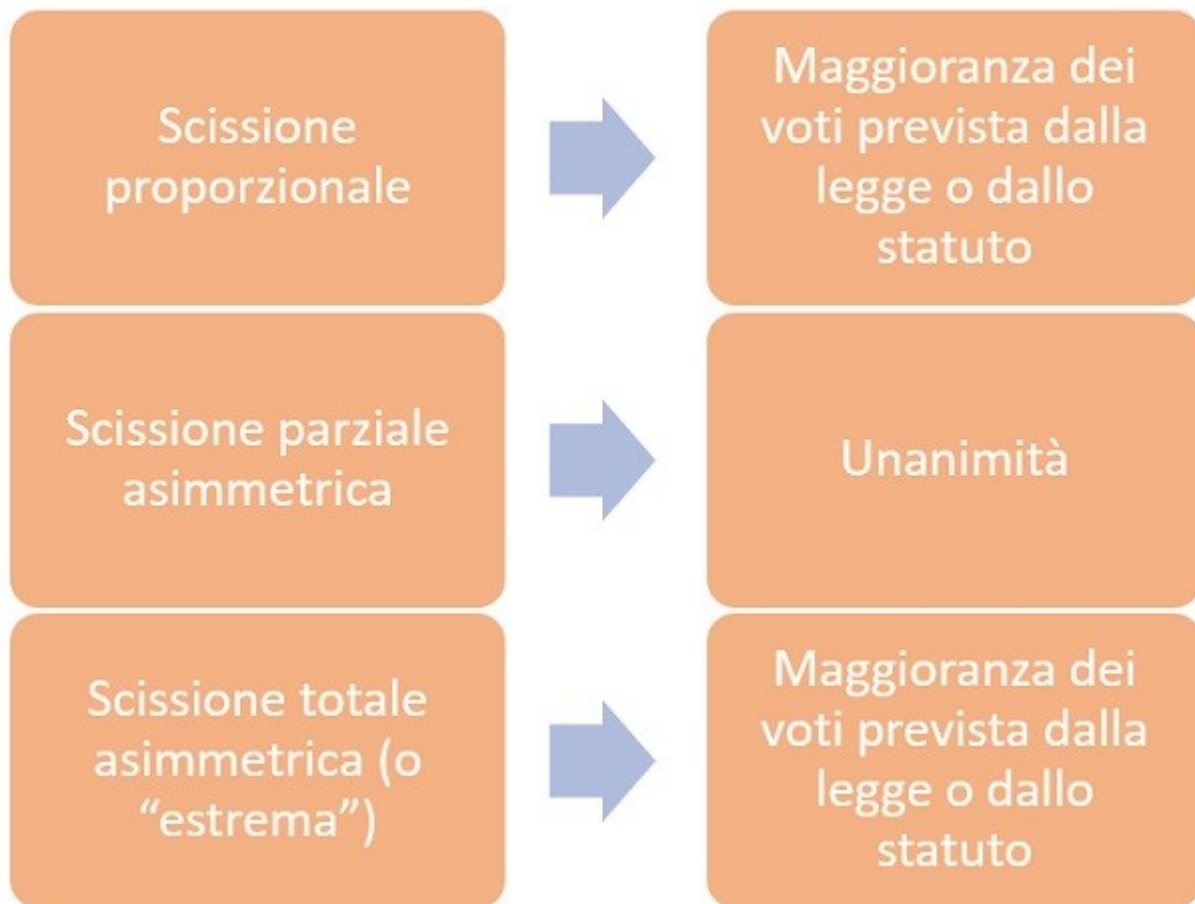 Scissione
proporzionale
Maggioranza dei
voti prevista dalla
legge o dallo
statuto
Scissione parziale
asimmetrica
Unanimità
Scissione totale
asimmetrica (o
“estrema”)
Maggioranza dei
voti prevista dalla
legge o dallo
statuto